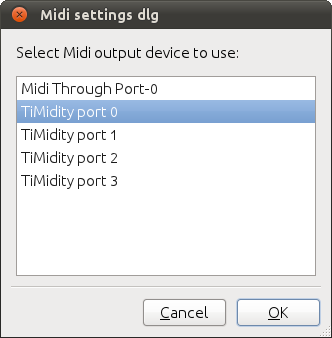 Midi settings dlg
Select Midi output device to use:
Midi Through Port-0
TiMidity port 0
TiMidity port 1
TiMidity port 2
TiMidity port 3
Cancel
OK